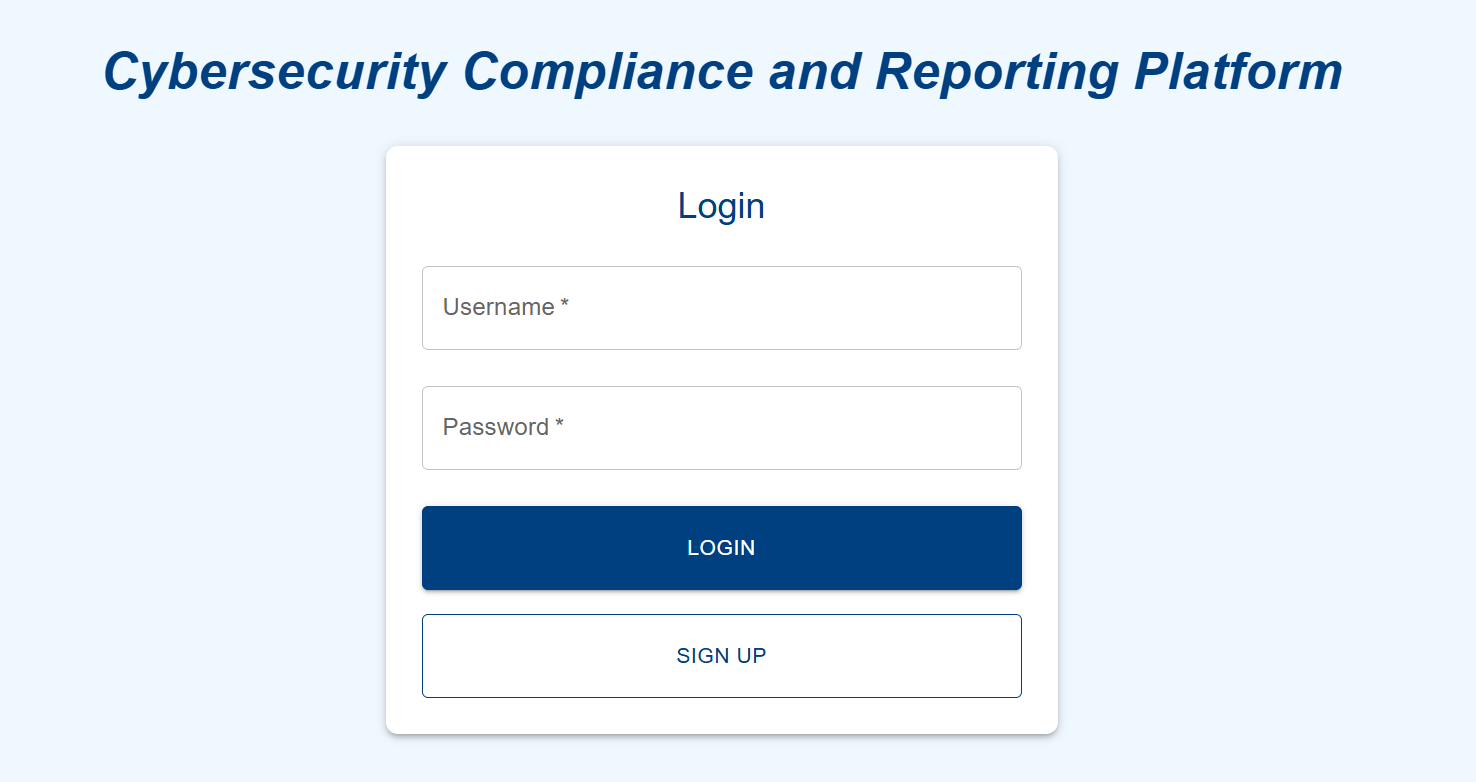 Cybersecurity Compliance and Reporting Platform
Login
Username *
Password *
LOGIN
SIGN UP